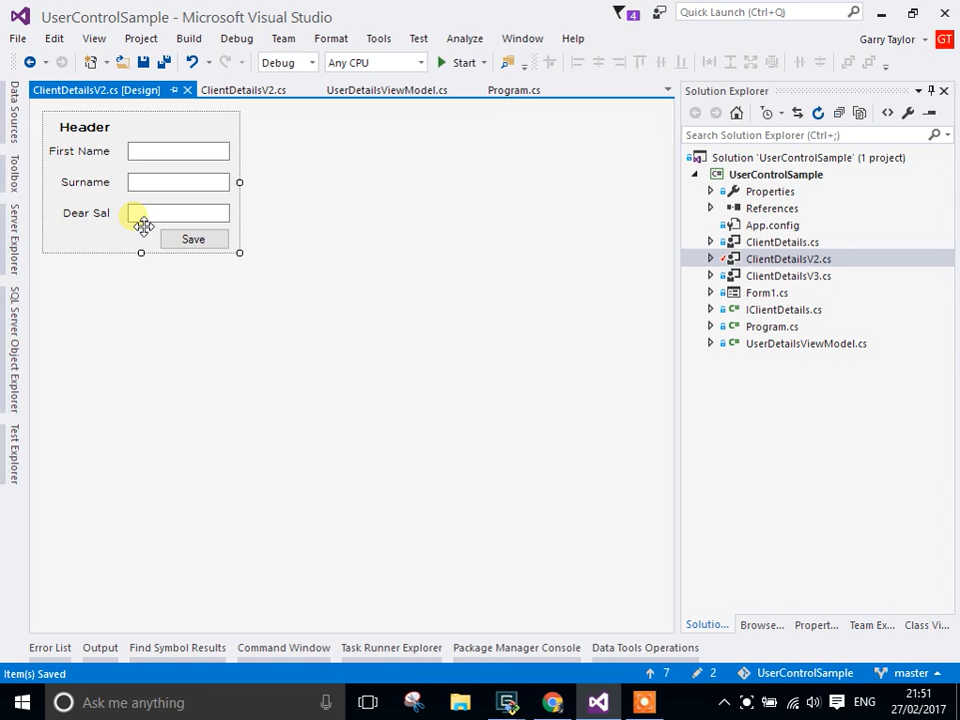 UserControlSample - Microsoft Visual Studio
4
Quick Launch (Ctrl+Q)
File Edit View Project Build Debug Team Format Tools Test Analyze Window Help
Garry Taylor GT
Debug Any CPU Start
ClientDetailsV2.cs [Design] ClientDetailsV2.cs UserDetailsViewModel.cs Program.cs
Data Sources
Toolbox
Server Explorer
SQL Server Object Explorer
Test Explorer
Header
First Name
Surname
Dear Sal
Save
Solution Explorer
Search Solution Explorer (Ctrl+;)
Solution 'UserControlSample' (1 project)
C# UserControlSample
Properties
References
App.config
ClientDetails.cs
ClientDetailsV2.cs
ClientDetailsV3.cs
Form1.cs
C# IClientDetails.cs
C# Program.cs
C# UserDetailsViewModel.cs
Solutio... Browse... Propert... Team Ex... Class Vi...
Error List Output Find Symbol Results Command Window Task Runner Explorer Package Manager Console Data Tools Operations
Item(s) Saved 7 2 UserControlSample master
Ask me anything
ENG
21:51
27/02/2017